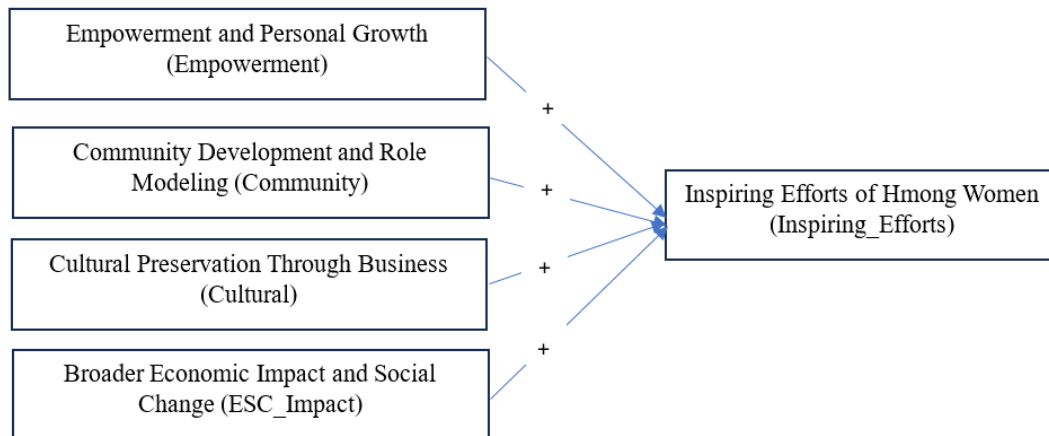 Empowerment and Personal Growth
(Empowerment)
+
Community Development and Role
Modeling (Community)
+
Inspiring Efforts of Hmong Women
(Inspiring_Efforts)
Cultural Preservation Through Business
(Cultural)
+
Broader Economic Impact and Social
Change (ESC_Impact)
+